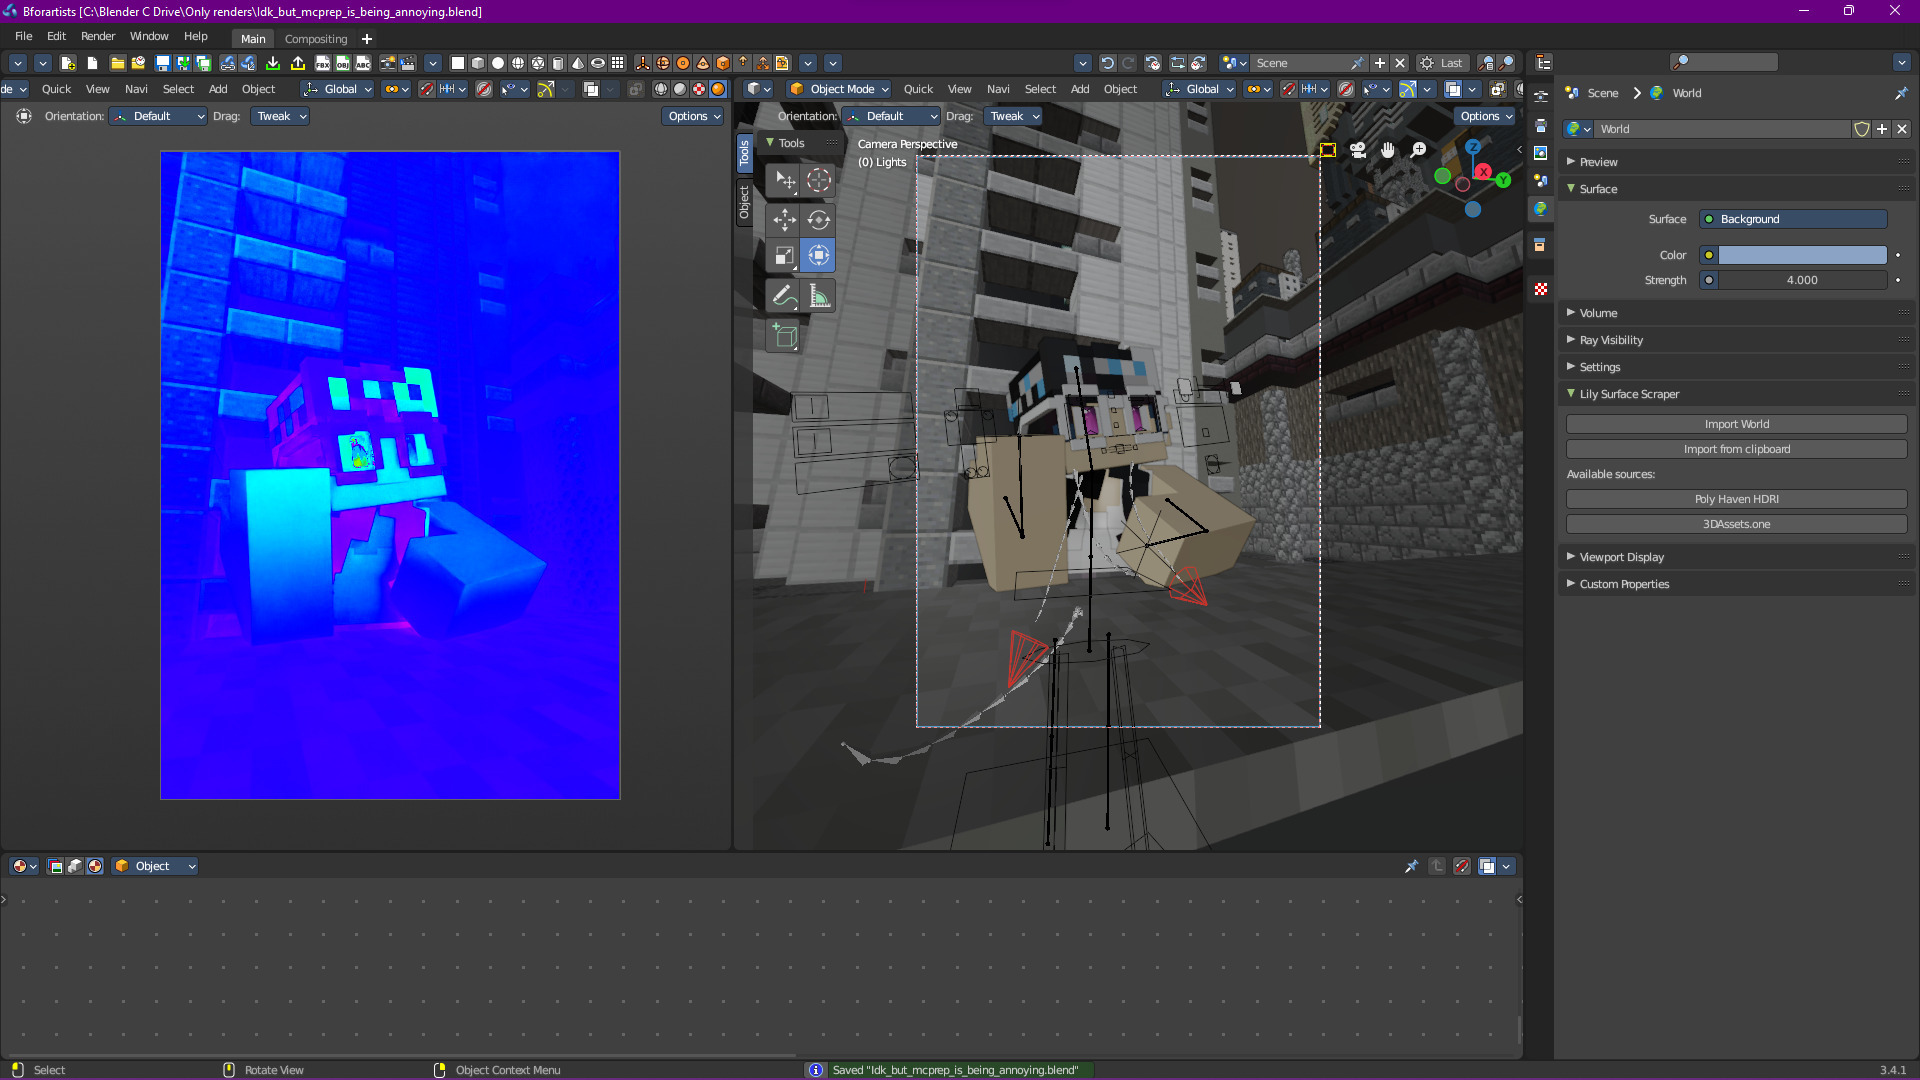 Bforartists [C:\Blender C Drive\Only renders\Idk_but_mcprep_is_being_annoying.blend]
File Edit Render Window Help Main Compositing
FBX OBJ ABC Scene Last
de Quick View Navi Select Add Object Global Object Mode Quick View Navi Select Add Object Global
Orientation: Default Drag: Tweak Options Orientation: Default Drag: Tweak Options
Tools
Object
Tools
Camera Perspective
(0) Lights
Z
X
Y
Scene World
World
Preview
Surface
Surface Background
Color
Strength 4.000
Volume
Ray Visibility
Settings
Lily Surface Scraper
Import World
Import from clipboard
Available sources:
Poly Haven HDRI
3DAssets.one
Viewport Display
Custom Properties
Object
Select Rotate View Object Context Menu Saved "Idk_but_mcprep_is_being_annoying.blend" 3.4.1